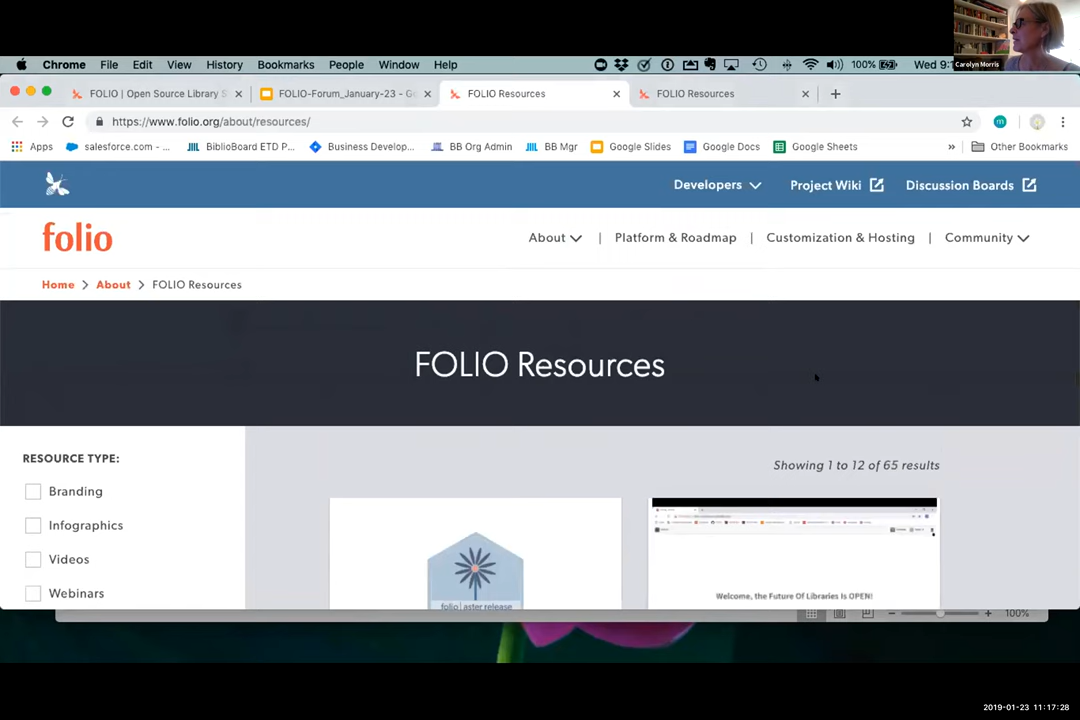 Carolyn Morris
Chrome File Edit View History Bookmarks People Window Help 100% Wed 9:1
FOLIO | Open Source Library S
FOLIO-Forum_January-23 - Go
FOLIO Resources
FOLIO Resources
https://www.folio.org/about/resources/
Apps salesforce.com - ... BiblioBoard ETD P... Business Develop... BB Org Admin BB Mgr Google Slides Google Docs Google Sheets » Other Bookmarks
Developers Project Wiki Discussion Boards
folio
About | Platform & Roadmap | Customization & Hosting | Community
Home > About > FOLIO Resources
FOLIO Resources
RESOURCE TYPE:
Showing 1 to 12 of 65 results
Branding
Infographics
Videos
Webinars
Welcome, the Future Of Libraries Is OPEN!
folio | aster release
100%
2019-01-23 11:17:28